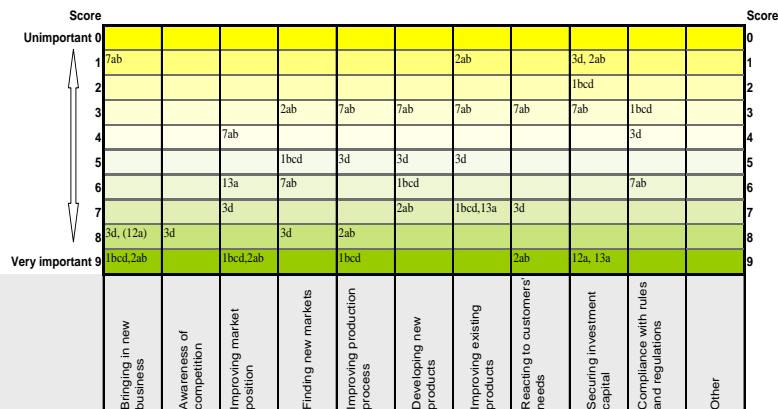 Score Score
Unimportant 0 0
1 7ab 2ab 3d, 2ab 1
2 1bcd 2
3 2ab 7ab 7ab 7ab 7ab 7ab 1bcd 3
4 7ab 3d 4
5 1bcd 3d 3d 3d 5
6 13a 7ab 1bcd 7ab 6
7 3d 2ab 1bcd,13a 3d 7
8 3d, (12a) 3d 3d 2ab 8
Very important 9 1bcd,2ab 1bcd,2ab 1bcd 2ab 12a, 13a 9
Bringing in new
business
Awareness of
competition
Improving market
position
Finding new markets
Improving production
process
Developing new
products
Improving existing
products
Reacting to customers'
needs
Securing investment
capital
Compliance with rules
and regulations
Other